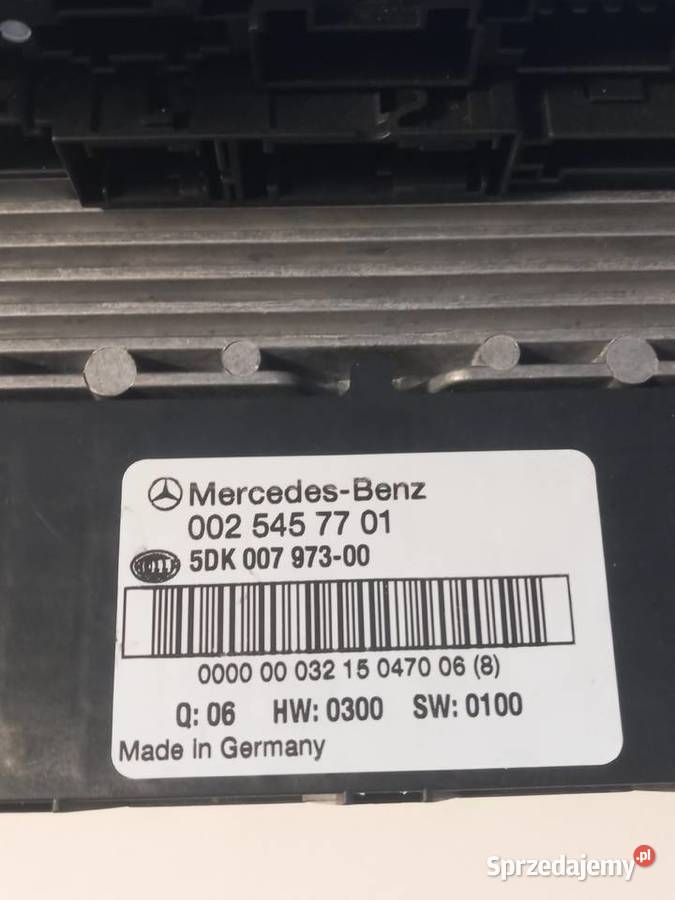 Mercedes-Benz
002 545 77 01
HELLA 5DK 007 973-00
0000 00 032 15 0470 06 (8)
Q: 06 HW: 0300 SW: 0100
Made in Germany
Sprzedajemy.pl